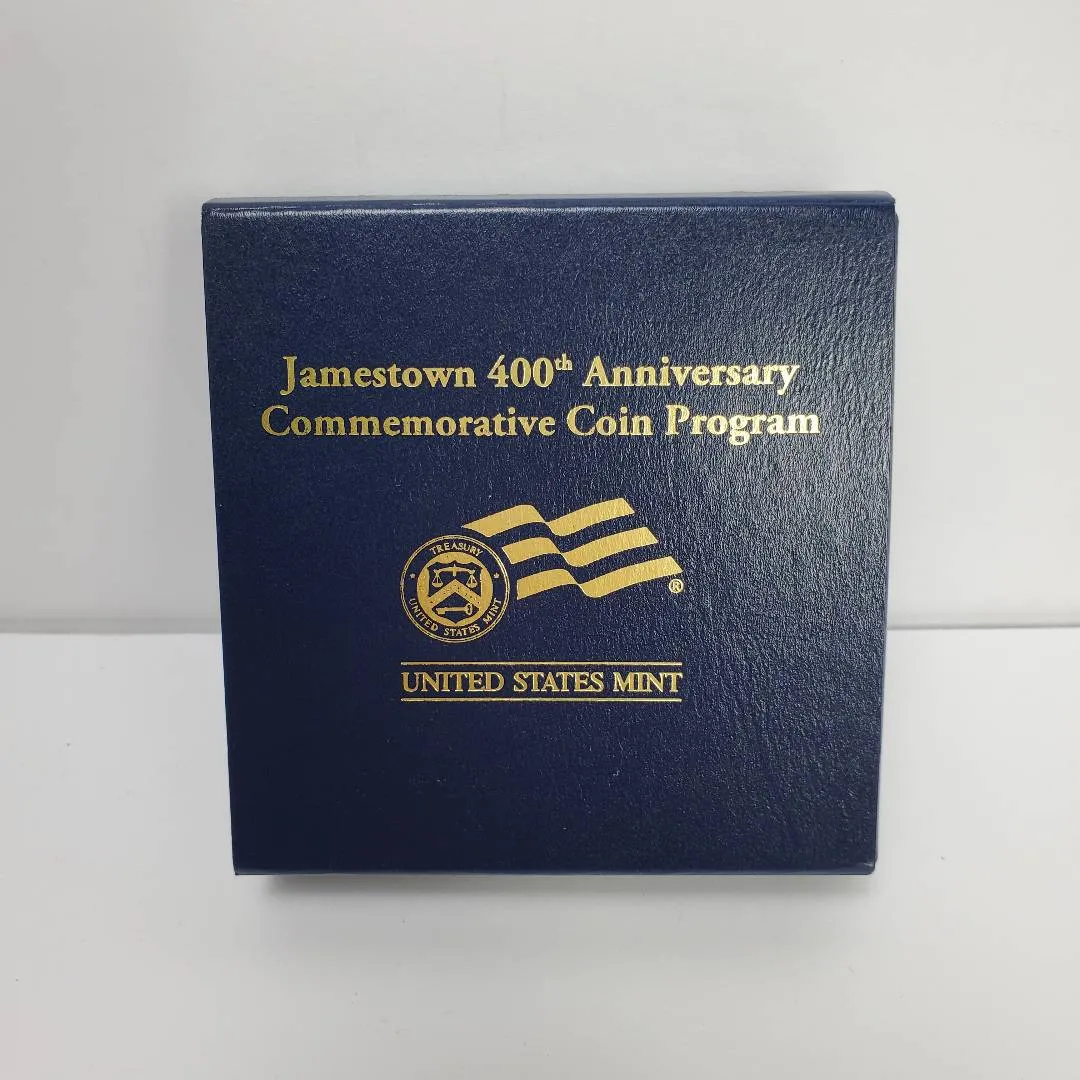 Jamestown 400th Anniversary
Commemorative Coin Program
TREASURY
UNITED STATES MINT
®
UNITED STATES MINT